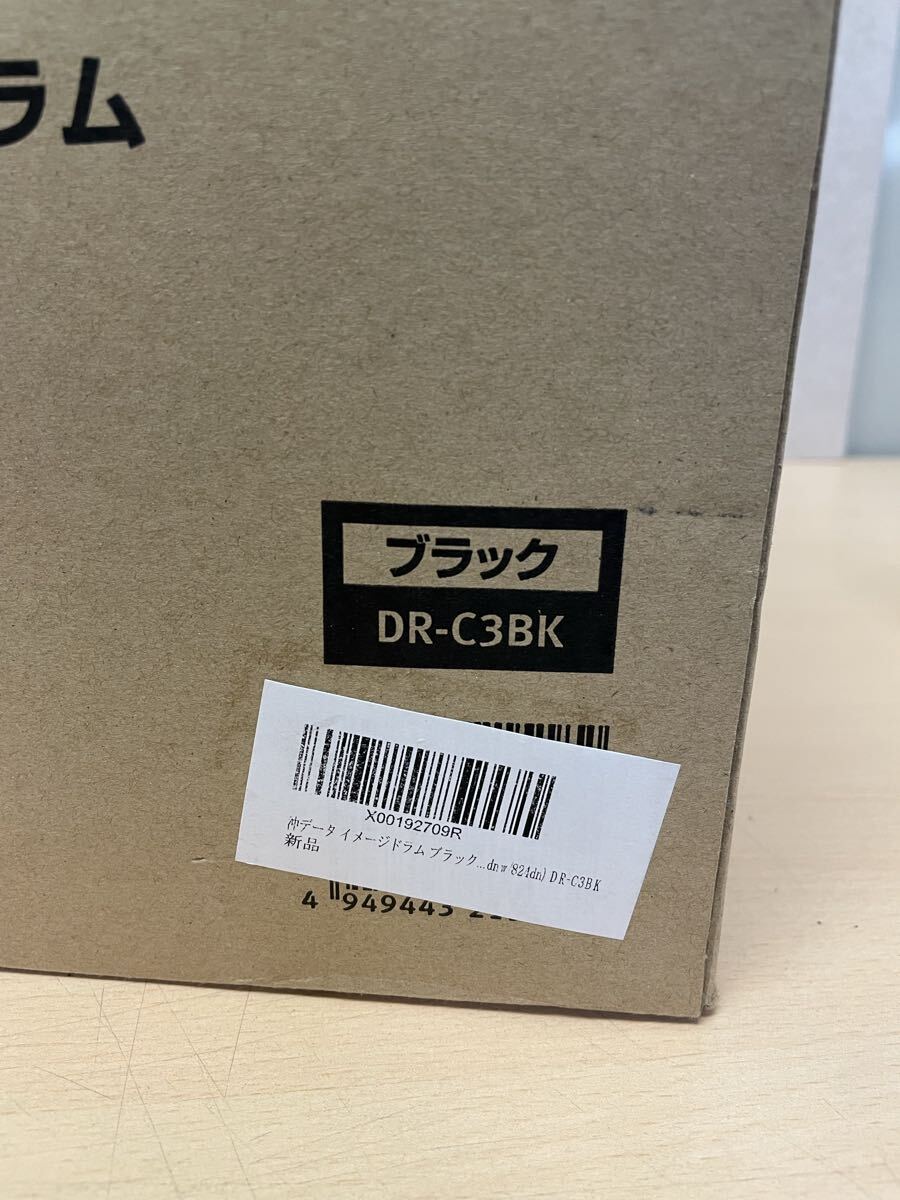 ラム
ブラック
DR-C3BK
X00192709R
沖データ イメージドラム ブラック...dnw/824dn) DR-C3BK
新品
4 949443